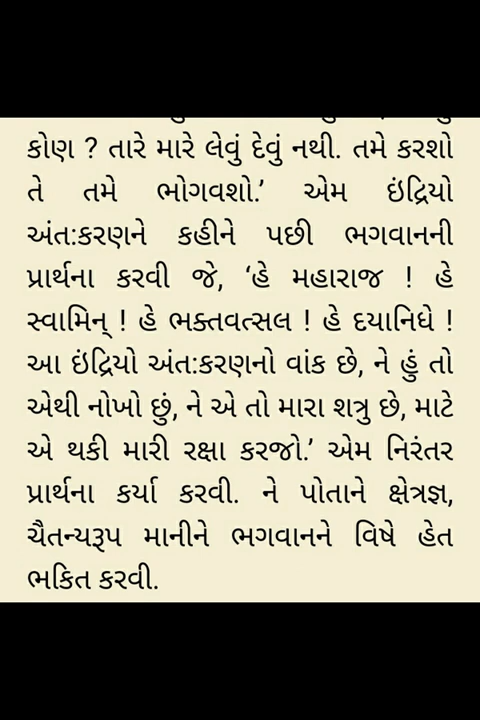 કોણ ? તારે મારે લેવું દેવું નથી. તમે કરશો
તે તમે ભોગવશો.’ એમ ઇંદ્રિયો
અંત:કરણને કહીને પછી ભગવાનની
પ્રાર્થના કરવી જે, ‘હે મહારાજ ! હે
સ્વામિન્ ! હે ભક્તવત્સલ ! હે દયાનિધે !
આ ઇંદ્રિયો અંત:કરણનો વાંક છે, ને હું તો
એથી નોખો છું, ને એ તો મારા શત્રુ છે, માટે
એ થકી મારી રક્ષા કરજો.’ એમ નિરંતર
પ્રાર્થના કર્યા કરવી. ને પોતાને ક્ષેત્રજ્ઞ,
ચૈતન્યરૂપ માનીને ભગવાનને વિષે હેત
ભકિત કરવી.